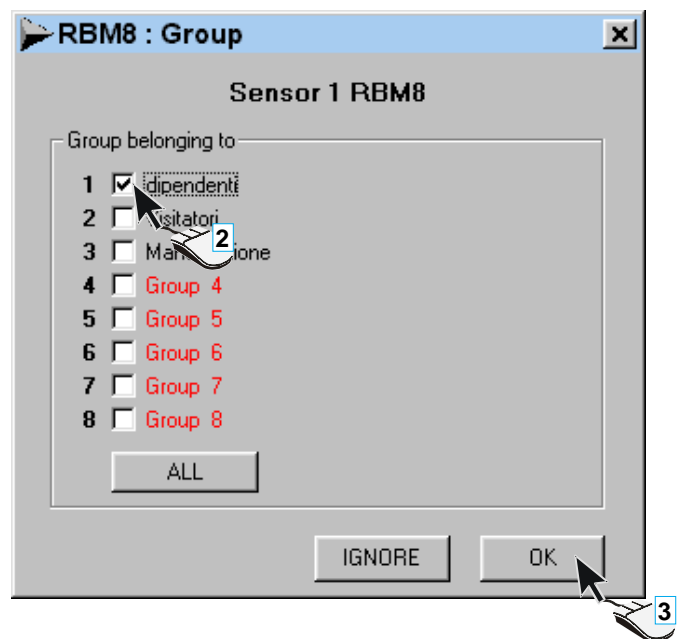 RBM8 : Group
Sensor 1 RBM8
Group belonging to
1 dipendenti
2
3
4 Group 4
5 Group 5
6 Group 6
7 Group 7
8 Group 8
ALL
IGNORE OK
2
3